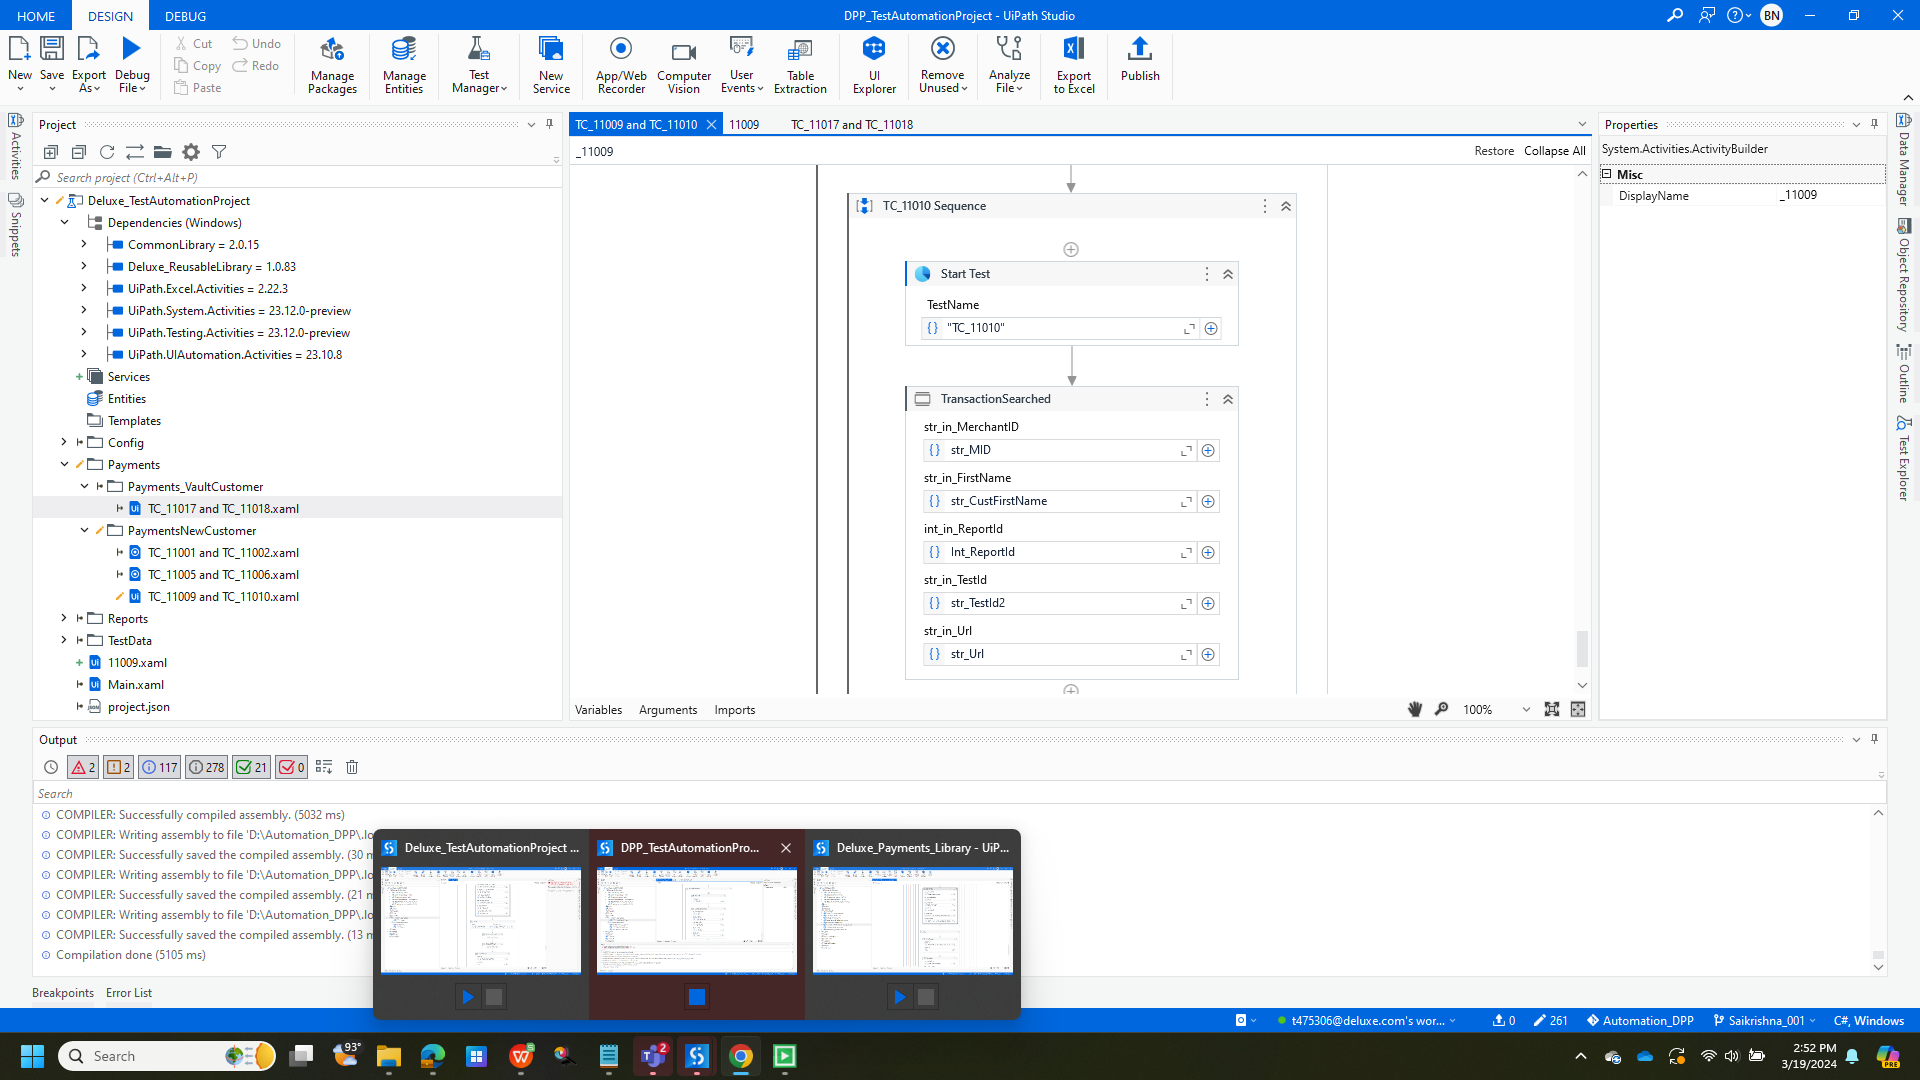 HOME DESIGN DEBUG
DPP_TestAutomationProject - UiPath Studio
BN
New
Save
Export As
Debug File
Cut
Copy
Paste
Undo
Redo
Manage Packages
Manage Entities
Test Manager
New Service
App/Web Recorder
Computer Vision
User Events
Table Extraction
UI Explorer
Remove Unused
Analyze File
Export to Excel
Publish
Activities
Snippets
Project
Search project (Ctrl+Alt+P)
Deluxe_TestAutomationProject
Dependencies (Windows)
CommonLibrary = 2.0.15
Deluxe_ReusableLibrary = 1.0.83
UiPath.Excel.Activities = 2.22.3
UiPath.System.Activities = 23.12.0-preview
UiPath.Testing.Activities = 23.12.0-preview
UiPath.UIAutomation.Activities = 23.10.8
Services
Entities
Templates
Config
Payments
Payments_VaultCustomer
TC_11017 and TC_11018.xaml
PaymentsNewCustomer
TC_11001 and TC_11002.xaml
TC_11005 and TC_11006.xaml
TC_11009 and TC_11010.xaml
Reports
TestData
11009.xaml
Main.xaml
project.json
TC_11009 and TC_11010
11009
TC_11017 and TC_11018
_11009
Restore Collapse All
TC_11010 Sequence
Start Test
TestName
"TC_11010"
TransactionSearched
str_in_MerchantID
str_MID
str_in_FirstName
str_CustFirstName
int_in_ReportId
Int_ReportId
str_in_TestId
str_TestId2
str_in_Url
str_Url
Variables Arguments Imports
100%
Properties
System.Activities.ActivityBuilder
Misc
DisplayName _11009
Data Manager
Object Repository
Outline
Test Explorer
Output
2 2 117 278 21 0
Search
COMPILER: Successfully compiled assembly. (5032 ms)
COMPILER: Writing assembly to file 'D:\Automation_DPP\.lo
COMPILER: Successfully saved the compiled assembly. (30 m
COMPILER: Writing assembly to file 'D:\Automation_DPP\.lo
COMPILER: Successfully saved the compiled assembly. (21 m
COMPILER: Writing assembly to file 'D:\Automation_DPP\.lo
COMPILER: Successfully saved the compiled assembly. (13 m
Compilation done (5105 ms)
Deluxe_TestAutomationProject ...
DPP_TestAutomationPro...
Deluxe_Payments_Library - UiP...
Breakpoints Error List
t475306@deluxe.com's wor...
0
261
Automation_DPP
Saikrishna_001
C#, Windows
Search
93°
2
2:52 PM
3/19/2024
PRE